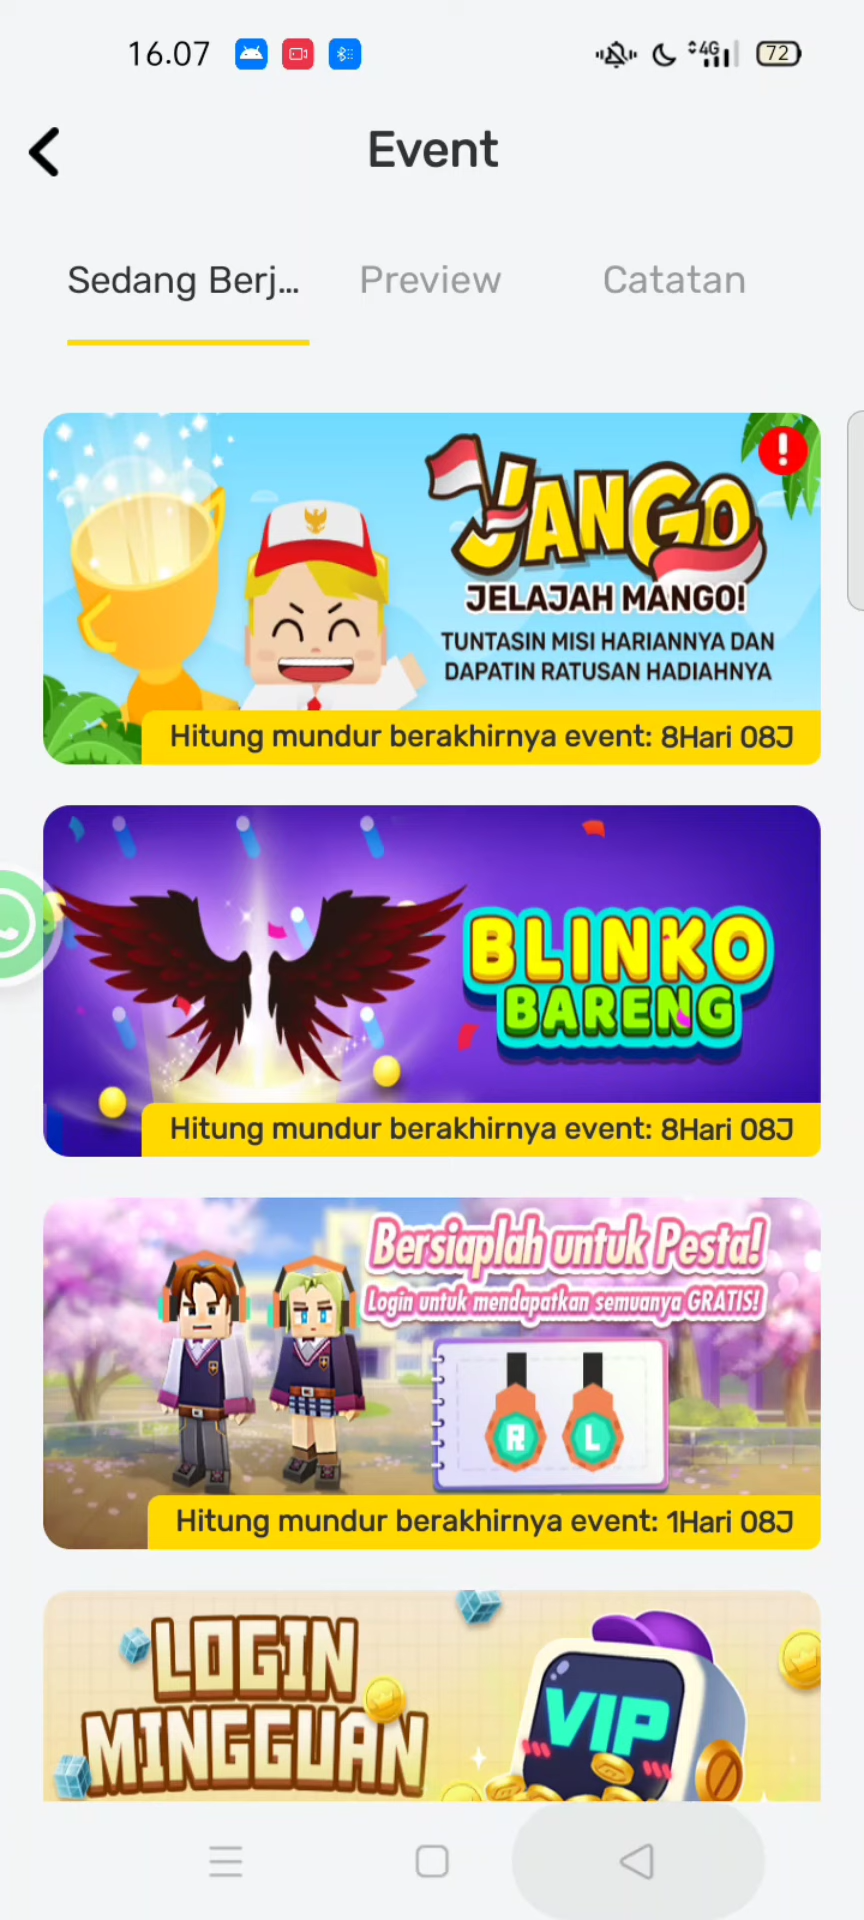 16.07
4G
72
Event
Sedang Berj...
Preview
Catatan
JANGO
JELAJAH MANGO!
TUNTASIN MISI HARIANNYA DAN
DAPATIN RATUSAN HADIAHNYA
Hitung mundur berakhirnya event: 8Hari 08J
BLINKO
BARENG
Hitung mundur berakhirnya event: 8Hari 08J
Bersiaplah untuk Pesta!
Login untuk mendapatkan semuanya GRATIS!
R L
Hitung mundur berakhirnya event: 1Hari 08J
LOGIN
MINGGUAN
VIP